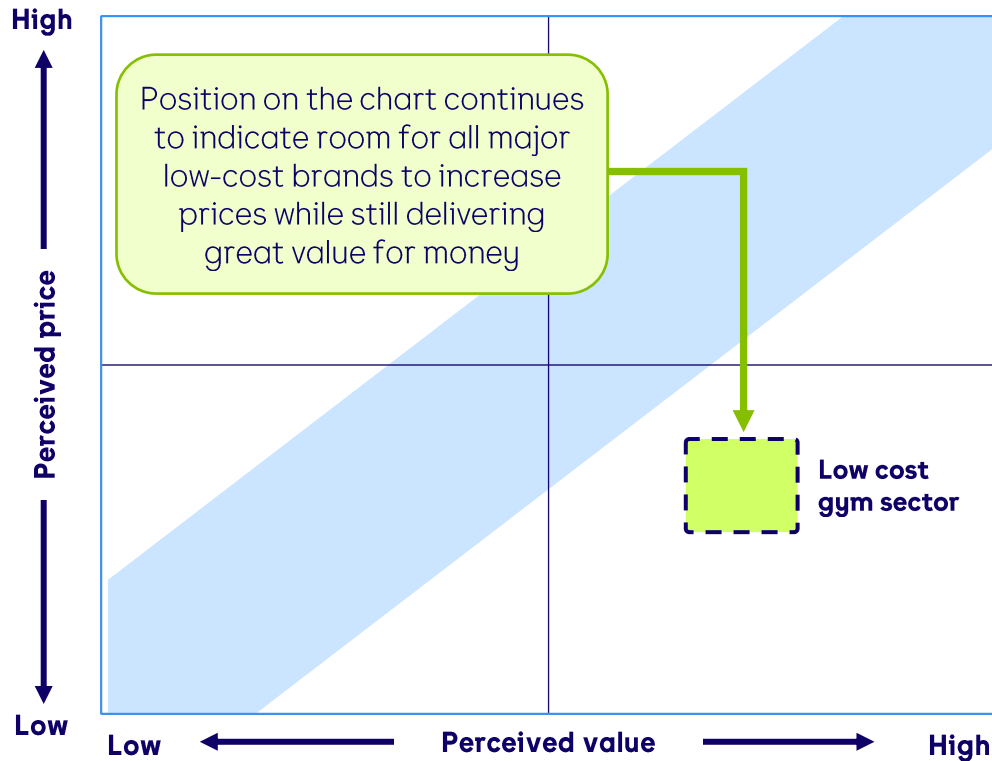 High
Position on the chart continues
to indicate room for all major
low-cost brands to increase
prices while still delivering
great value for money
Perceived price
Low cost
gym sector
Low
Low
Perceived value
High